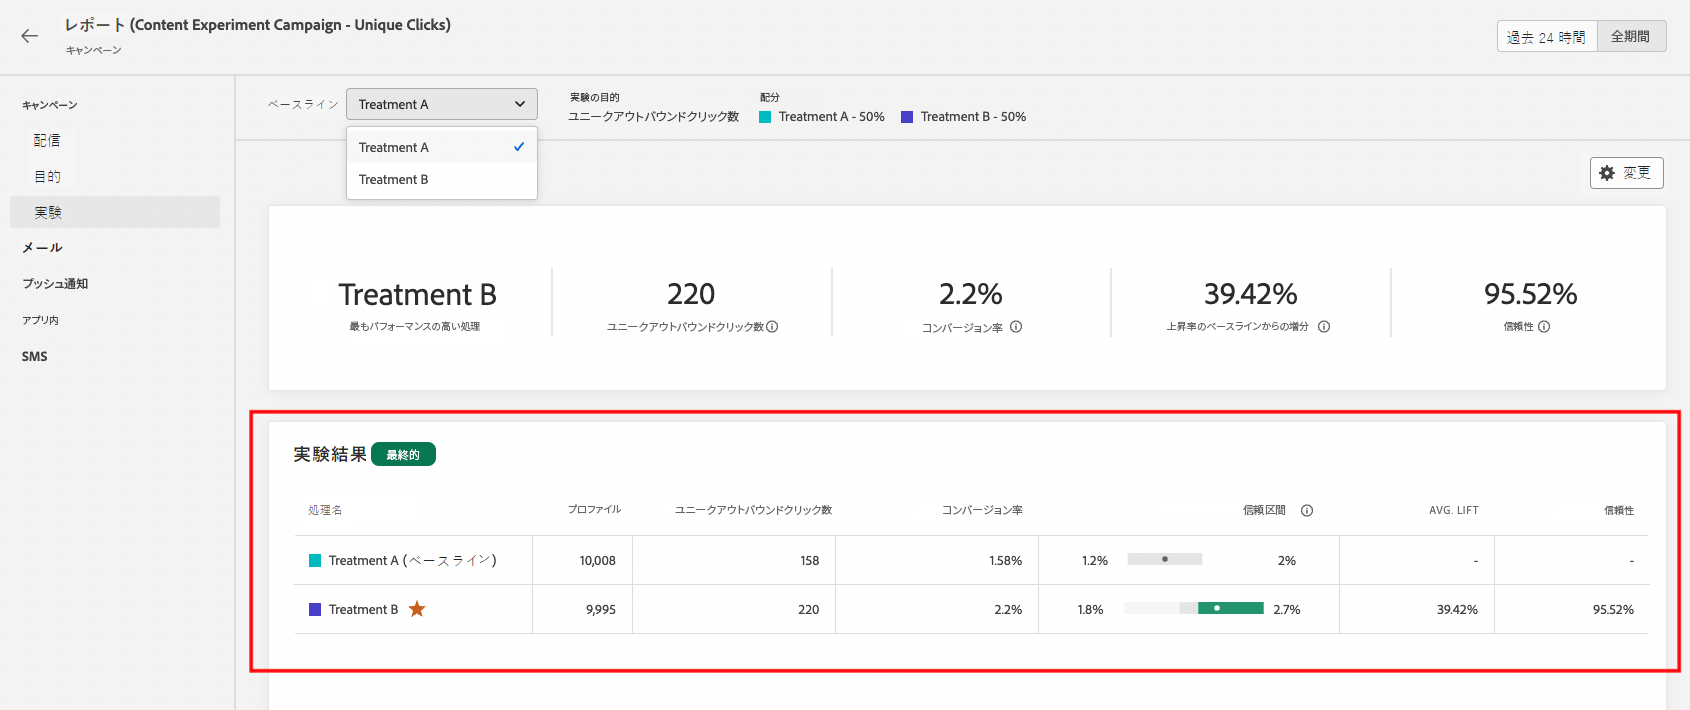 レポート (Content Experiment Campaign - Unique Clicks)
キャンペーン
過去 24 時間
全期間
キャンペーン
配信
目的
実験
メール
プッシュ通知
アプリ内
SMS
ベースライン
Treatment A
Treatment A
Treatment B
実験の目的
ユニークアウトバウンドクリック数
配分
Treatment A - 50%
Treatment B - 50%
変更
Treatment B
最もパフォーマンスの高い処理
220
ユニークアウトバウンドクリック数
2.2%
コンバージョン率
39.42%
上昇率のベースラインからの増分
95.52%
信頼性
実験結果 最終的
処理名 プロファイル ユニークアウトバウンドクリック数 コンバージョン率 信頼区間 AVG. LIFT 信頼性
Treatment A (ベースライン) 10,008 158 1.58% 1.2% 2% - -
Treatment B 9,995 220 2.2% 1.8% 2.7% 39.42% 95.52%